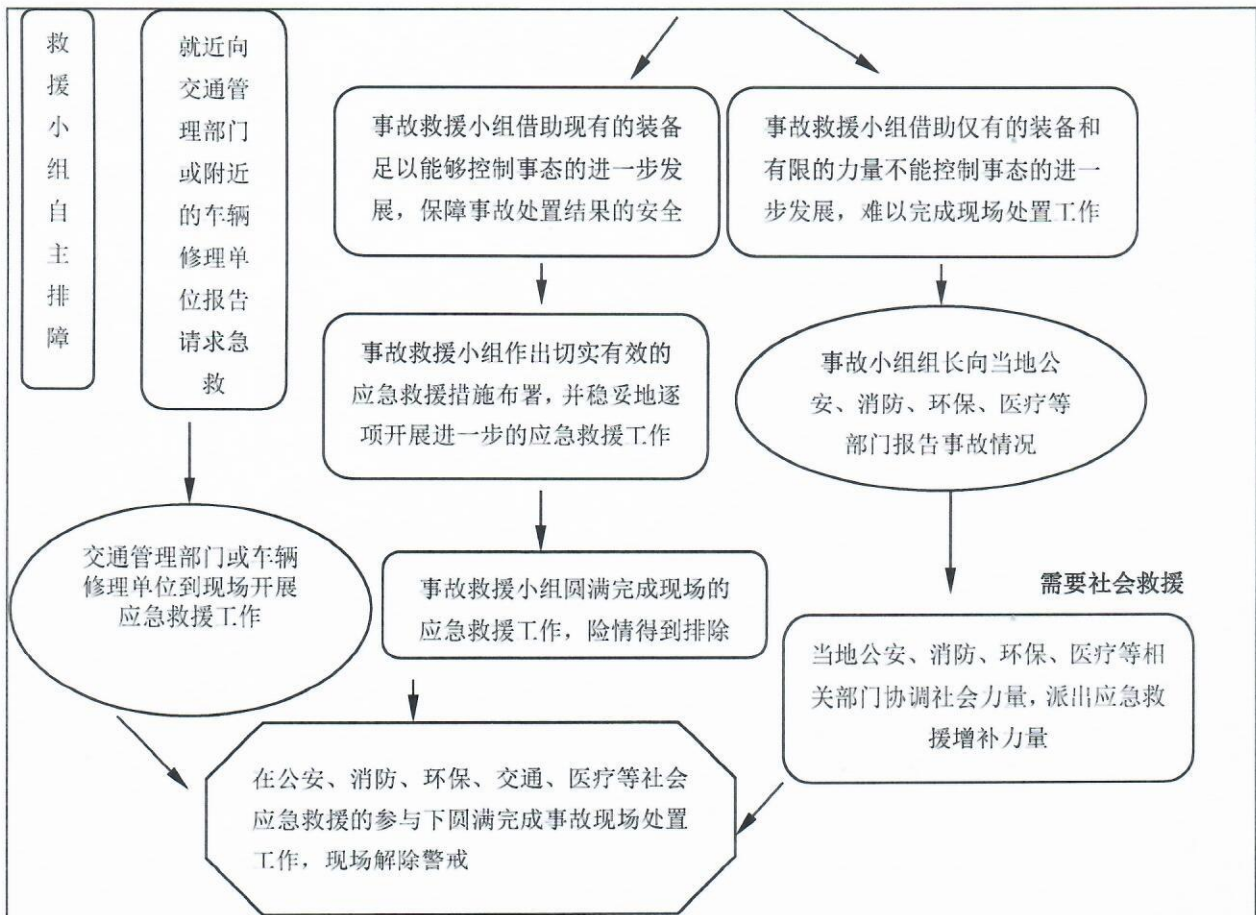 救
援
小
组
自
主
排
障
就近向
交通管
理部门
或附近
的车辆
修理单
位报告
请求急
救
事故救援小组借助现有的装备
足以能够控制事态的进一步发
展，保障事故处置结果的安全
事故救援小组借助仅有的装备和
有限的力量不能控制事态的进一
步发展，难以完成现场处置工作
事故救援小组作出切实有效的
应急救援措施布署，并稳妥地逐
项开展进一步的应急救援工作
事故小组组长向当地公
安、消防、环保、医疗等
部门报告事故情况
交通管理部门或车辆
修理单位到现场开展
应急救援工作
事故救援小组圆满完成现场的
应急救援工作，险情得到排除
需要社会救援
当地公安、消防、环保、医疗等相
关部门协调社会力量，派出应急救
援增补力量
在公安、消防、环保、交通、医疗等社会
应急救援的参与下圆满完成事故现场处置
工作，现场解除警戒